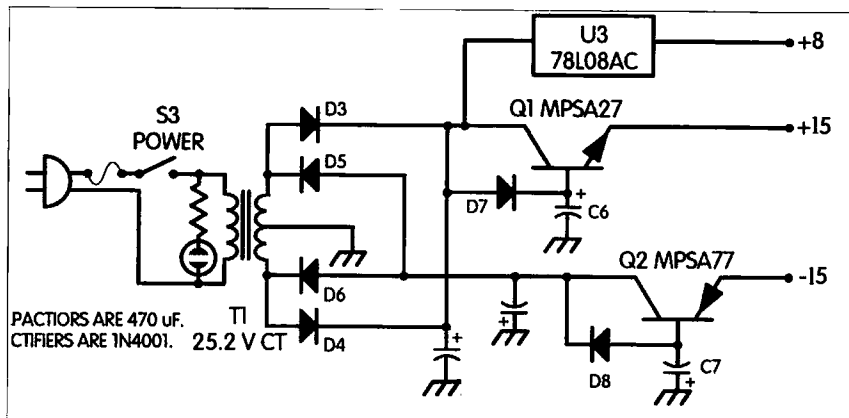 U3
78L08AC
+8
S3
POWER
D3
Q1 MPSA27
+15
D5
D7
+
C6
Q2 MPSA77
-15
D6
+
PACTIORS ARE 470 uF.
CTIFIERS ARE 1N4001.
T1
25.2 V CT
D4
+
D8
C7
+